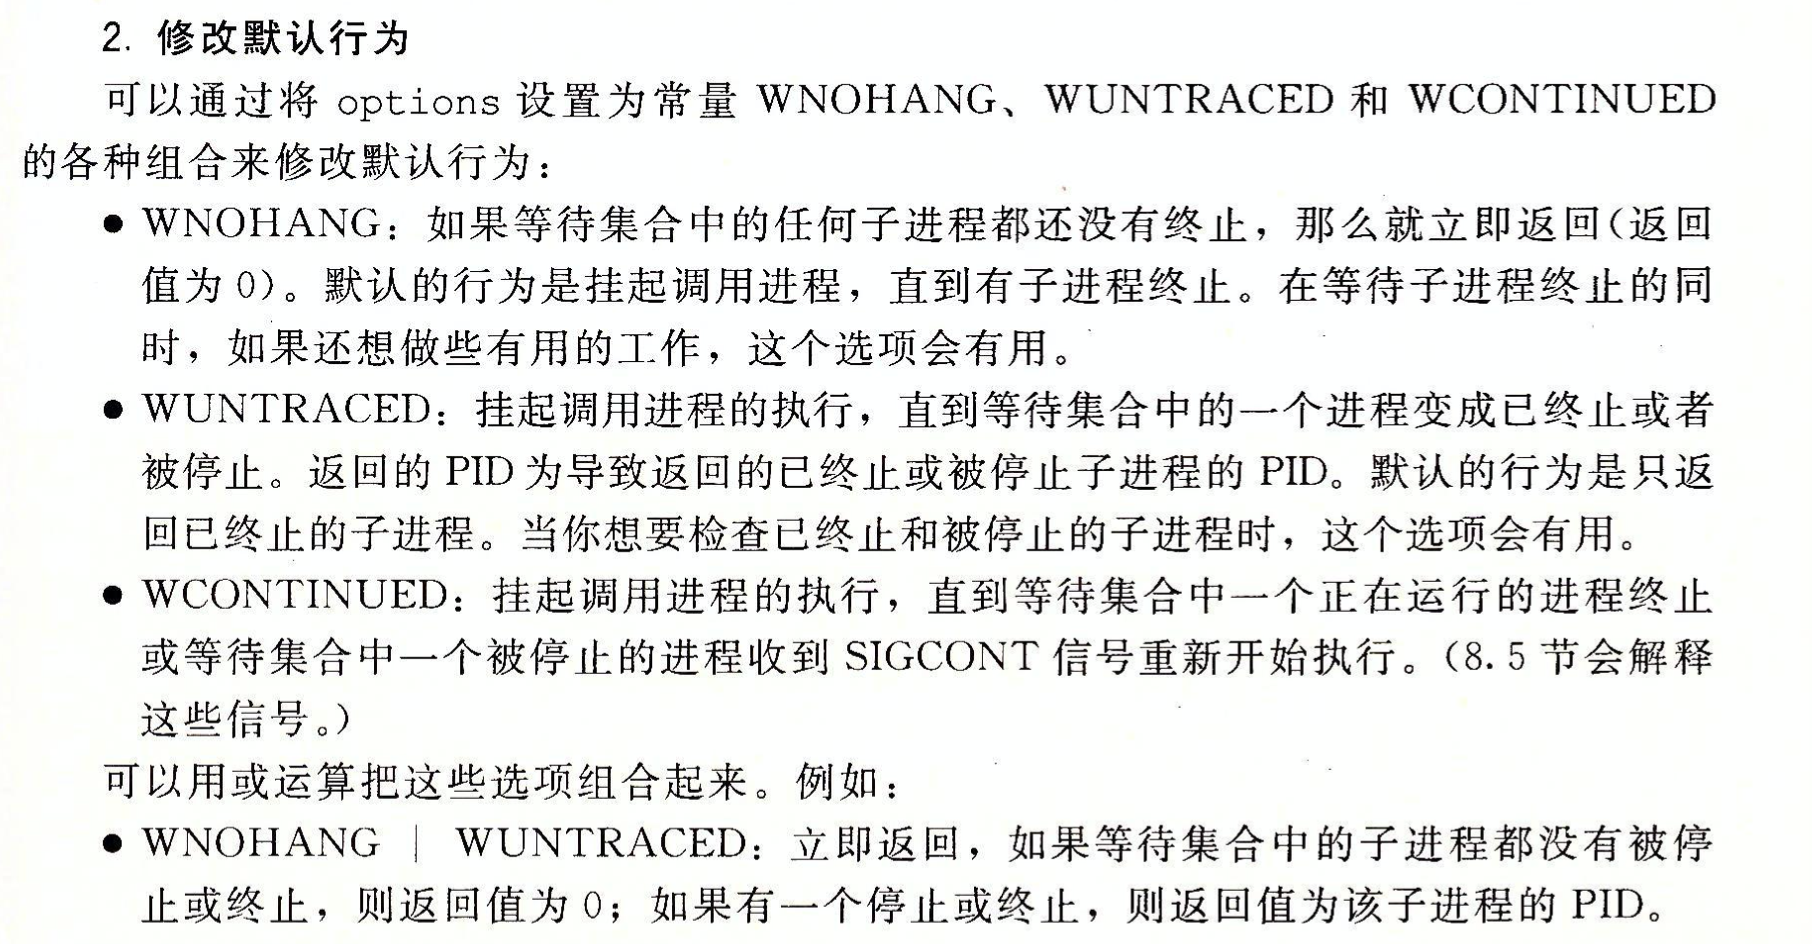 2. 修改默认行为
可以通过将 options 设置为常量 WNOHANG、WUNTRACED 和 WCONTINUED
的各种组合来修改默认行为：
● WNOHANG：如果等待集合中的任何子进程都还没有终止，那么就立即返回(返回
值为 0)。默认的行为是挂起调用进程，直到有子进程终止。在等待子进程终止的同
时，如果还想做些有用的工作，这个选项会有用。
● WUNTRACED：挂起调用进程的执行，直到等待集合中的一个进程变成已终止或者
被停止。返回的 PID 为导致返回的已终止或被停止子进程的 PID。默认的行为是只返
回已终止的子进程。当你想要检查已终止和被停止的子进程时，这个选项会有用。
● WCONTINUED：挂起调用进程的执行，直到等待集合中一个正在运行的进程终止
或等待集合中一个被停止的进程收到 SIGCONT 信号重新开始执行。(8.5 节会解释
这些信号。)
可以用或运算把这些选项组合起来。例如：
● WNOHANG | WUNTRACED：立即返回，如果等待集合中的子进程都没有被停
止或终止，则返回值为 0；如果有一个停止或终止，则返回值为该子进程的 PID。